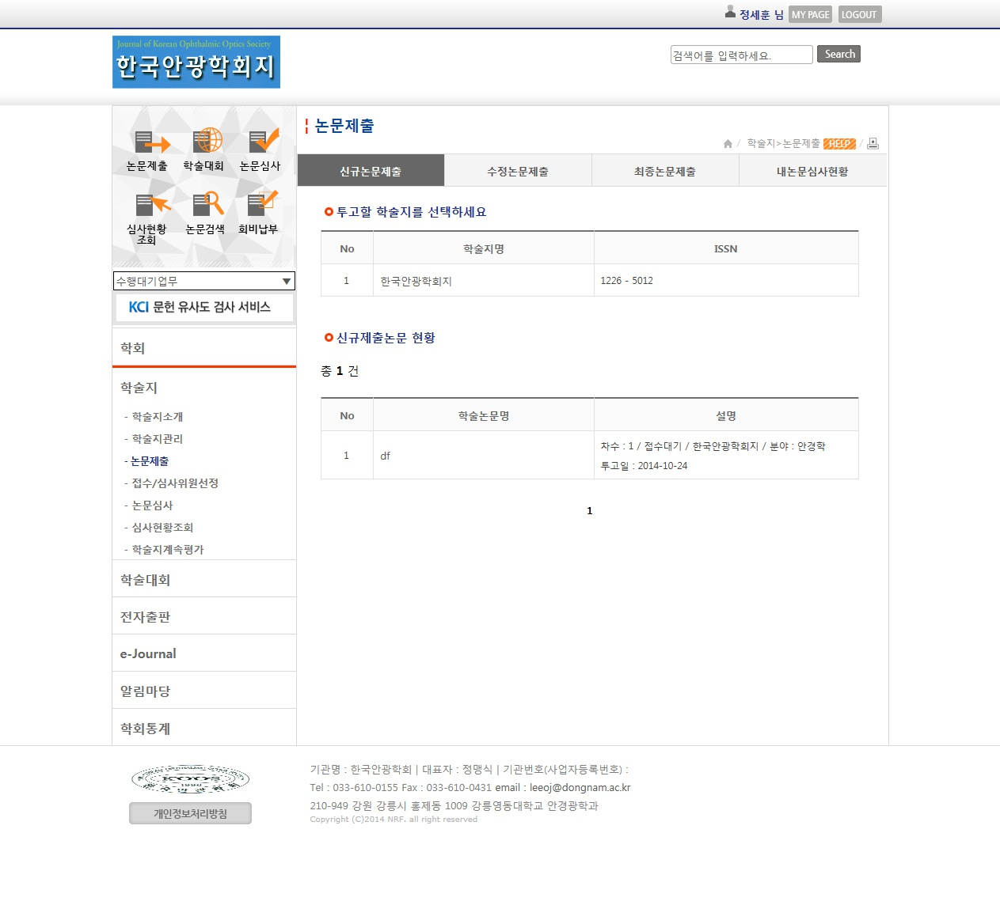 정세훈 님 MY PAGE LOGOUT
Journal of Korean Ophthalmic Optics Society
한국안광학회지
검색어를 입력하세요. Search
논문제출 학술대회 논문심사
심사현황 조회 논문검색 회비납부
수행대기업무 ▼
KCI 문헌 유사도 검사 서비스
학회
학술지
- 학술지소개
- 학술지관리
- 논문제출
- 접수/심사위원선정
- 논문심사
- 심사현황조회
- 학술지계속평가
학술대회
전자출판
e-Journal
알림마당
학회통계
논문제출
/ 학술지>논문제출 HELP /
신규논문제출 수정논문제출 최종논문제출 내논문심사현황
투고할 학술지를 선택하세요
No 학술지명 ISSN
1 한국안광학회지 1226 - 5012
신규제출논문 현황
총 1 건
No 학술논문명 설명
1 df 차수 : 1 / 접수대기 / 한국안광학회지 / 분야 : 안경학
투고일 : 2014-10-24
1
KOOS
1996
개인정보처리방침
기관명 : 한국안광학회 | 대표자 : 정맹식 | 기관번호(사업자등록번호) :
Tel : 033-610-0155 Fax : 033-610-0431 email : leeoj@dongnam.ac.kr
210-949 강원 강릉시 홍제동 1009 강릉영동대학교 안경광학과
Copyright (C)2014 NRF. all right reserved